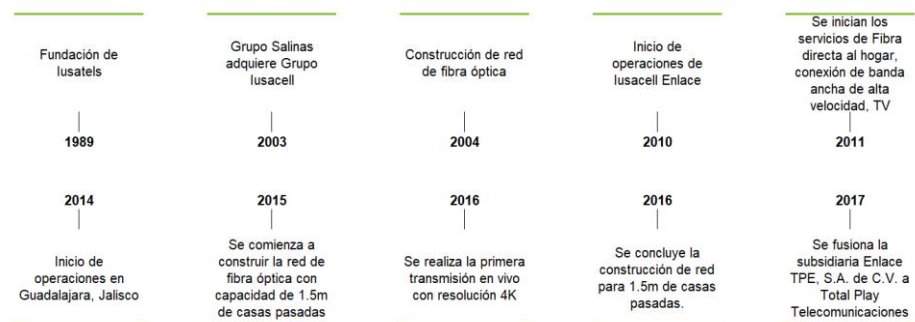 Fundación de
Iusatels
1989
Grupo Salinas
adquiere Grupo
Iusacell
2003
Construcción de red
de fibra óptica
2004
Inicio de
operaciones de
Iusacell Enlace
2010
Se inician los
servicios de Fibra
directa al hogar,
conexión de banda
ancha de alta
velocidad, TV
2011
2014
Inicio de
operaciones en
Guadalajara, Jalisco
2015
Se comienza a
construir la red de
fibra óptica con
capacidad de 1.5m
de casas pasadas
2016
Se realiza la primera
transmisión en vivo
con resolución 4K
2016
Se concluye la
construcción de red
para 1.5m de casas
pasadas.
2017
Se fusiona la
subsidiaria Enlace
TPE, S.A. de C.V. a
Total Play
Telecomunicaciones